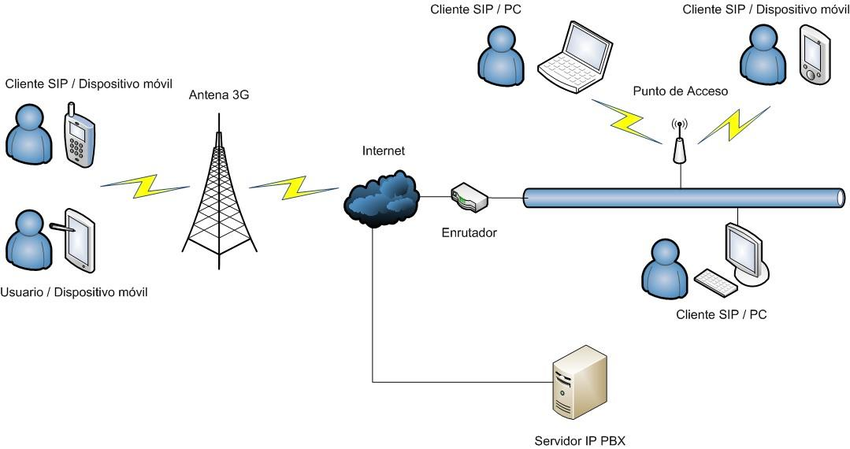 Cliente SIP / PC
Cliente SIP / Dispositivo móvil
Cliente SIP / Dispositivo móvil
Antena 3G
Punto de Acceso
Internet
Enrutador
Usuario / Dispositivo móvil
Cliente SIP / PC
Servidor IP PBX